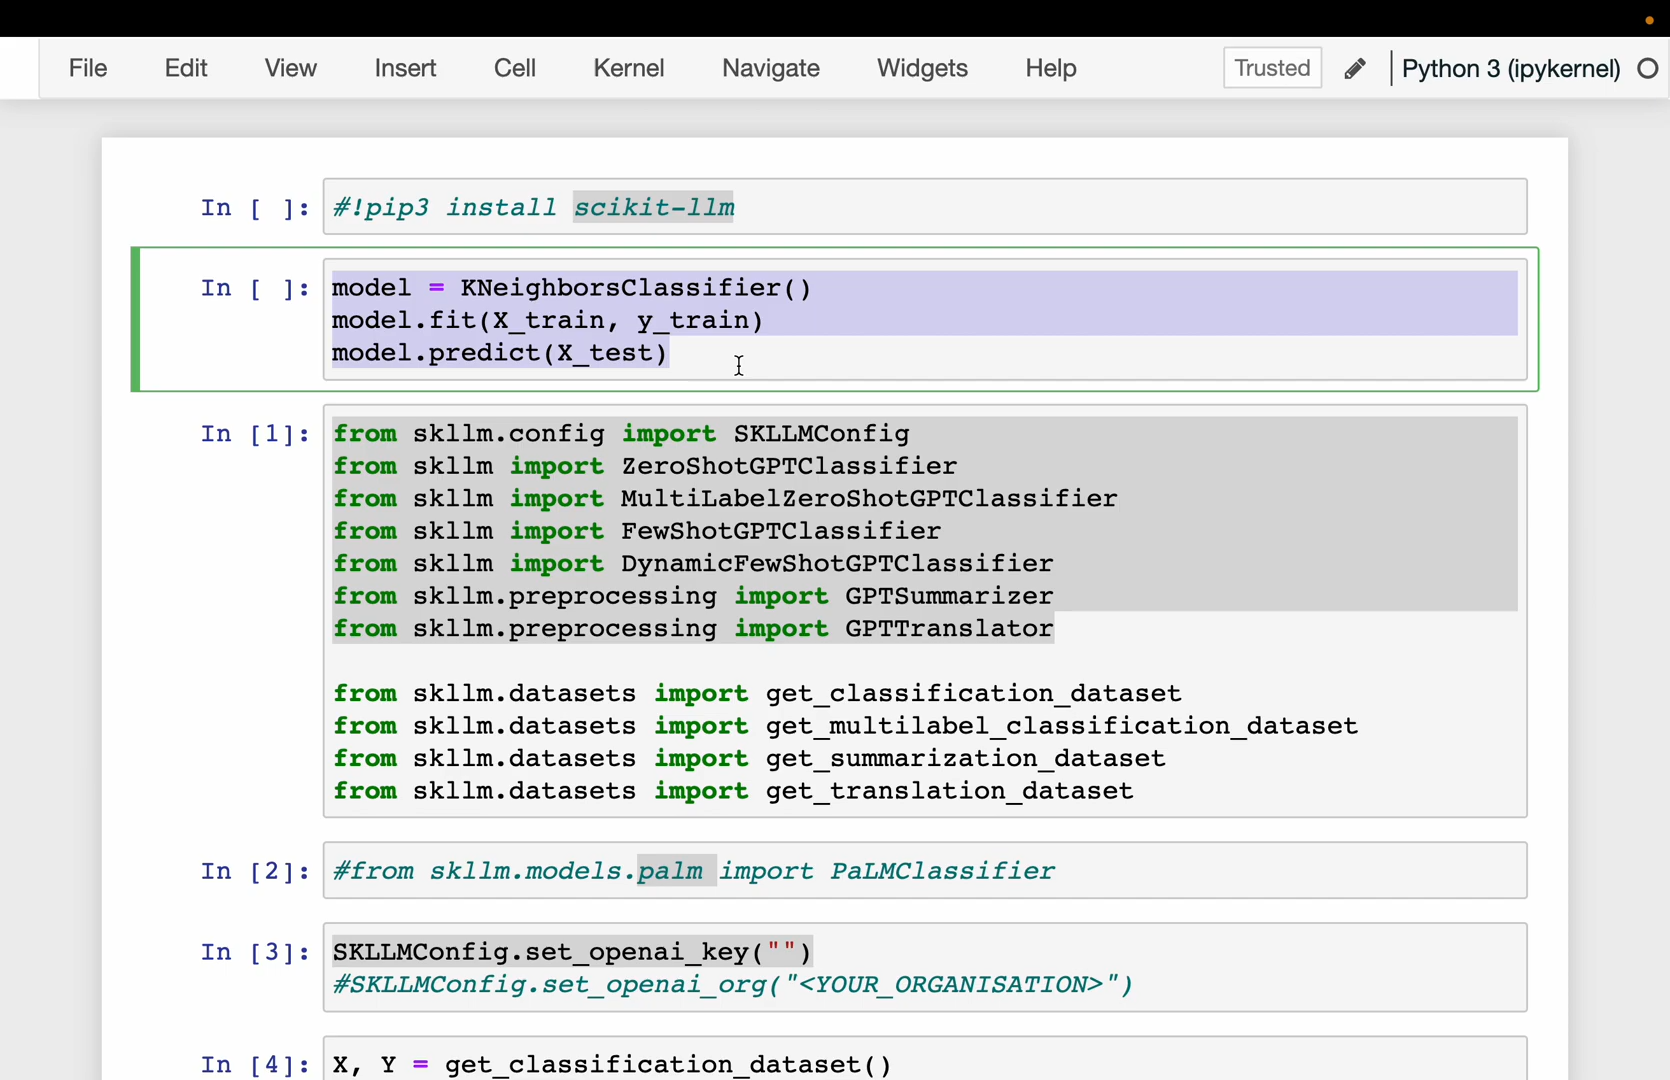 File Edit View Insert Cell Kernel Navigate Widgets Help Trusted Python 3 (ipykernel)
In [ ]: #!pip3 install scikit-llm
In [ ]: model = KNeighborsClassifier()
model.fit(X_train, y_train)
model.predict(X_test)
In [1]: from skllm.config import SKLLMConfig
from skllm import ZeroShotGPTClassifier
from skllm import MultiLabelZeroShotGPTClassifier
from skllm import FewShotGPTClassifier
from skllm import DynamicFewShotGPTClassifier
from skllm.preprocessing import GPTSummarizer
from skllm.preprocessing import GPTTranslator
from skllm.datasets import get_classification_dataset
from skllm.datasets import get_multilabel_classification_dataset
from skllm.datasets import get_summarization_dataset
from skllm.datasets import get_translation_dataset
In [2]: #from skllm.models.palm import PaLMClassifier
In [3]: SKLLMConfig.set_openai_key("")
#SKLLMConfig.set_openai_org("<YOUR_ORGANISATION>")
In [4]: X, Y = get_classification_dataset()